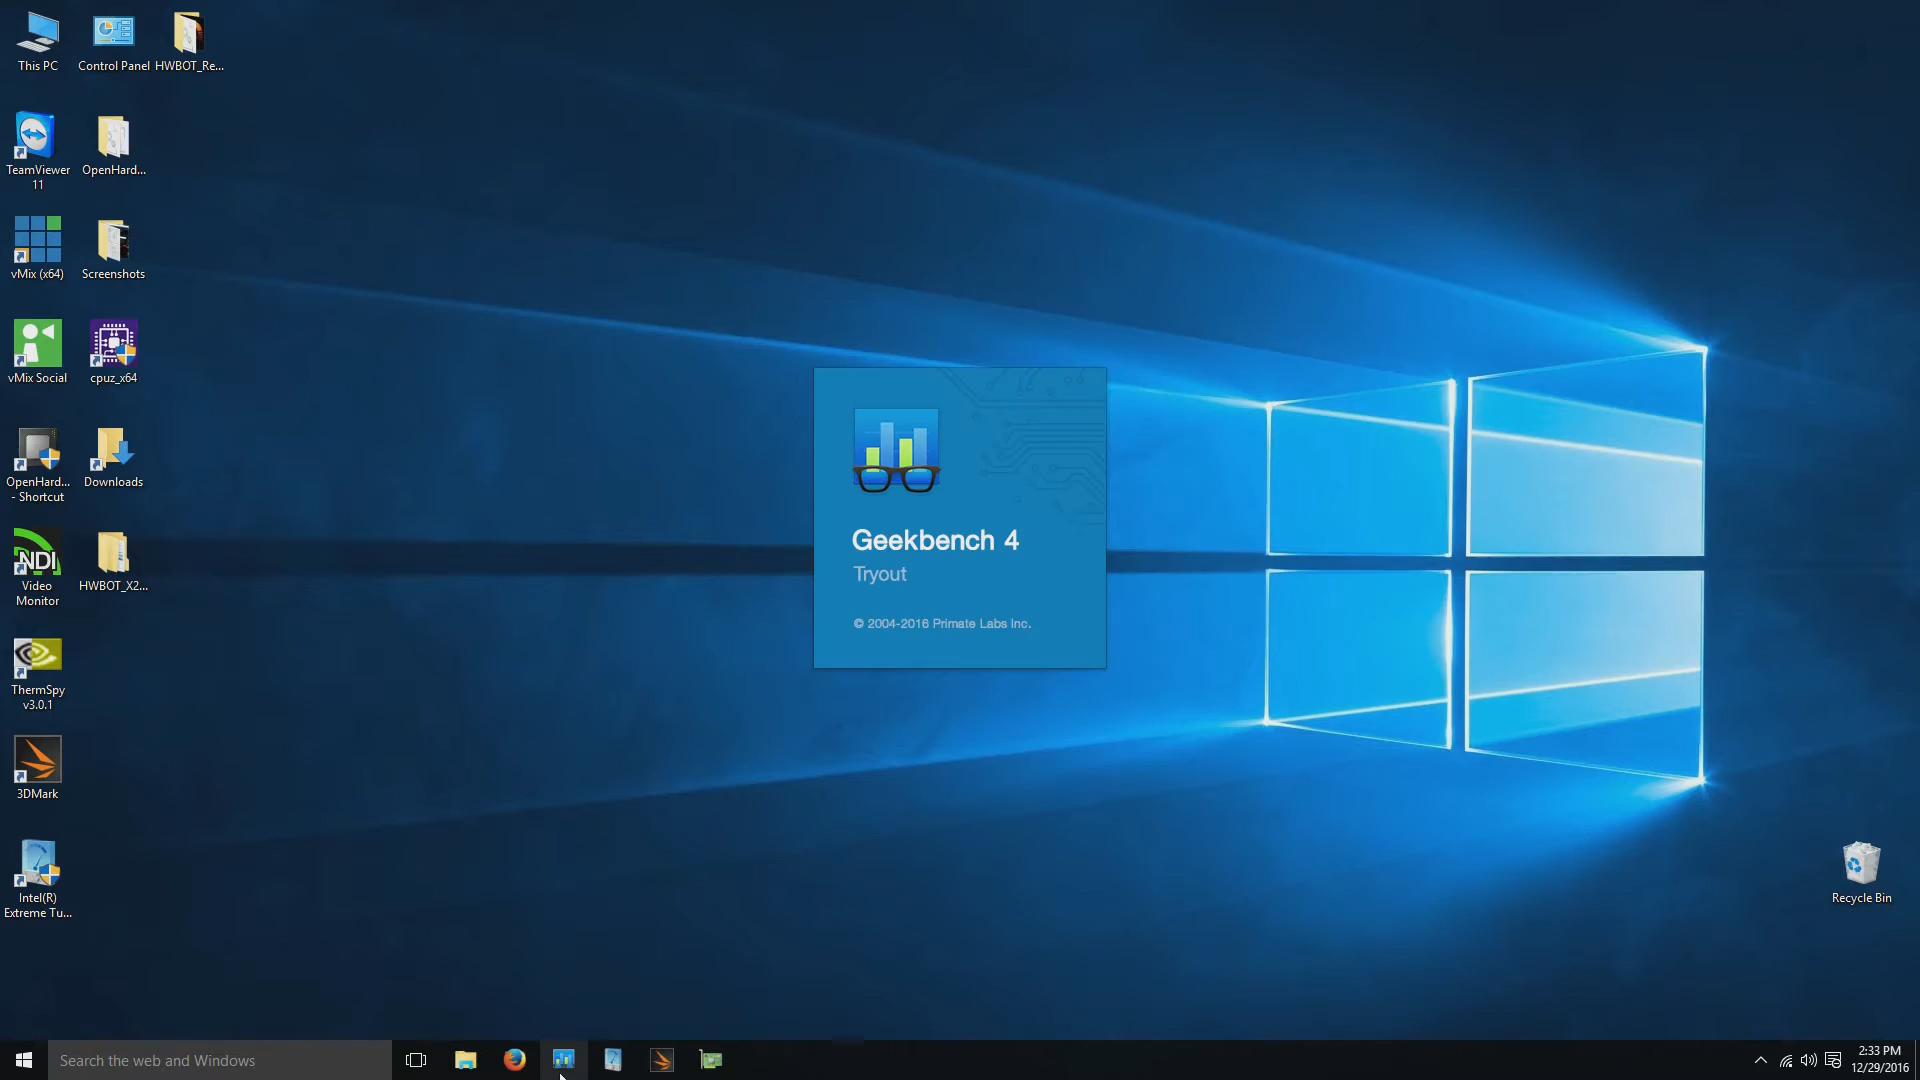 This PC
Control Panel
HWBOT_Re...
TeamViewer
11
OpenHard...
vMix (x64)
Screenshots
vMix Social
cpuz_x64
OpenHard...
- Shortcut
Downloads
NDI
Video
Monitor
HWBOT_X2...
ThermSpy
v3.0.1
3DMark
Intel(R)
Extreme Tu...
Geekbench 4
Tryout
© 2004-2016 Primate Labs Inc.
Recycle Bin
Search the web and Windows
2:33 PM
12/29/2016